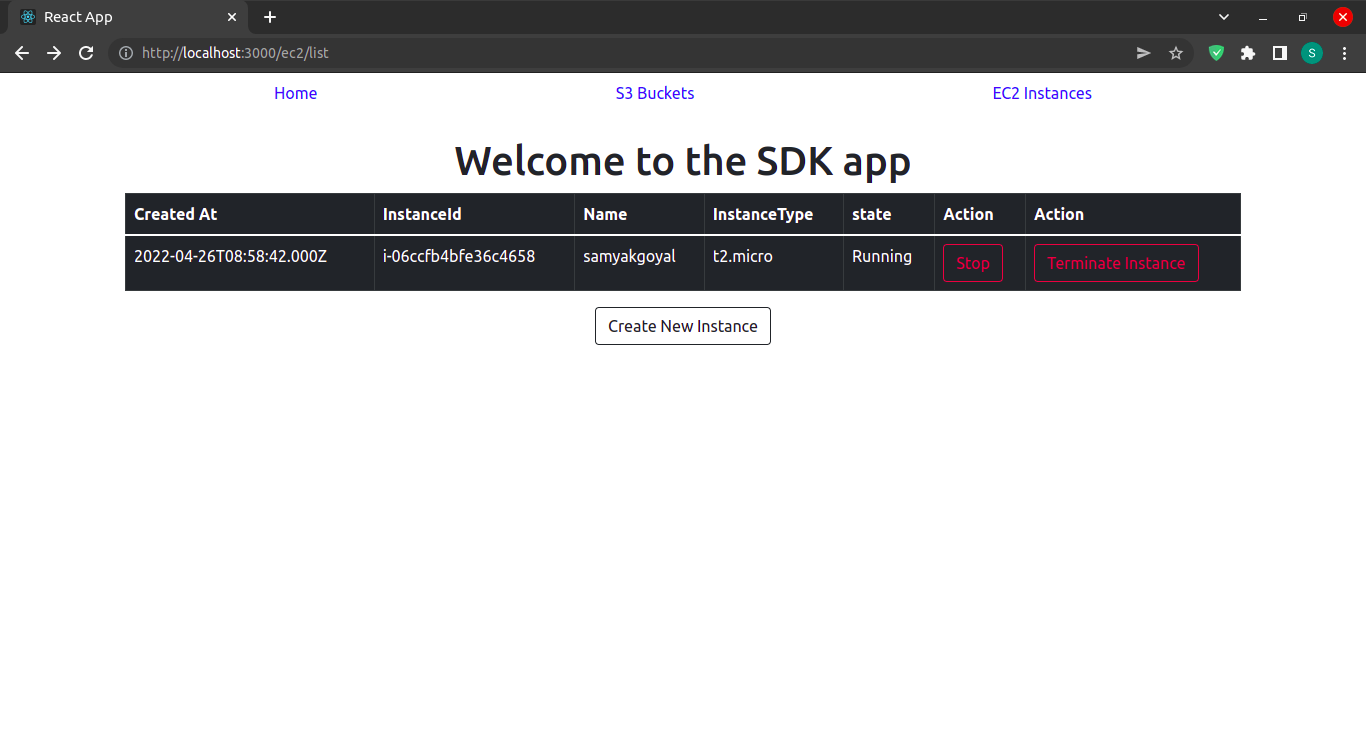 React App
http://localhost:3000/ec2/list
S
Home S3 Buckets EC2 Instances
Welcome to the SDK app
Created At InstanceId Name InstanceType state Action Action
2022-04-26T08:58:42.000Z i-06ccfb4bfe36c4658 samyakgoyal t2.micro Running Stop Terminate Instance
Create New Instance